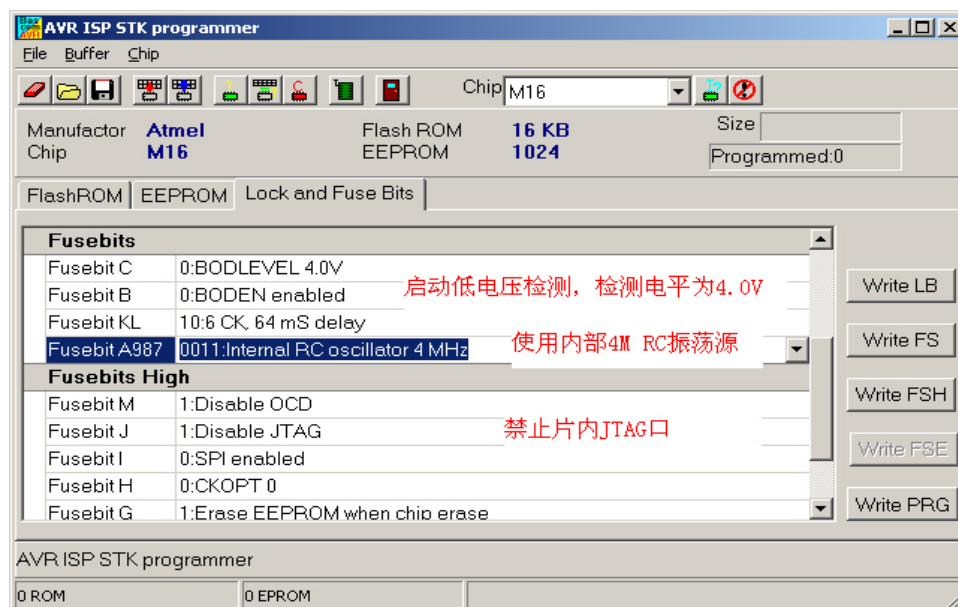 AVR ISP STK programmer
File Buffer Chip
Chip M16
Manufactor Atmel Flash ROM 16 KB Size
Chip M16 EEPROM 1024 Programmed:0
FlashROM EEPROM Lock and Fuse Bits
Fusebits
Fusebit C 0:BODLEVEL 4.0V
启动低电压检测，检测电平为4.0V
Write LB
Fusebit B 0:BODEN enabled
Fusebit KL 10:6 CK, 64 mS delay
Fusebit A987 0011:Internal RC oscillator 4 MHz
使用内部4M RC振荡源
Write FS
Fusebits High
Write FSH
Fusebit M 1:Disable OCD
Fusebit J 1:Disable JTAG
禁止片内JTAG口
Write FSE
Fusebit I 0:SPI enabled
Fusebit H 0:CKOPT 0
Fusebit G 1:Erase EEPROM when chip erase
Write PRG
AVR ISP STK programmer
0 ROM 0 EPROM